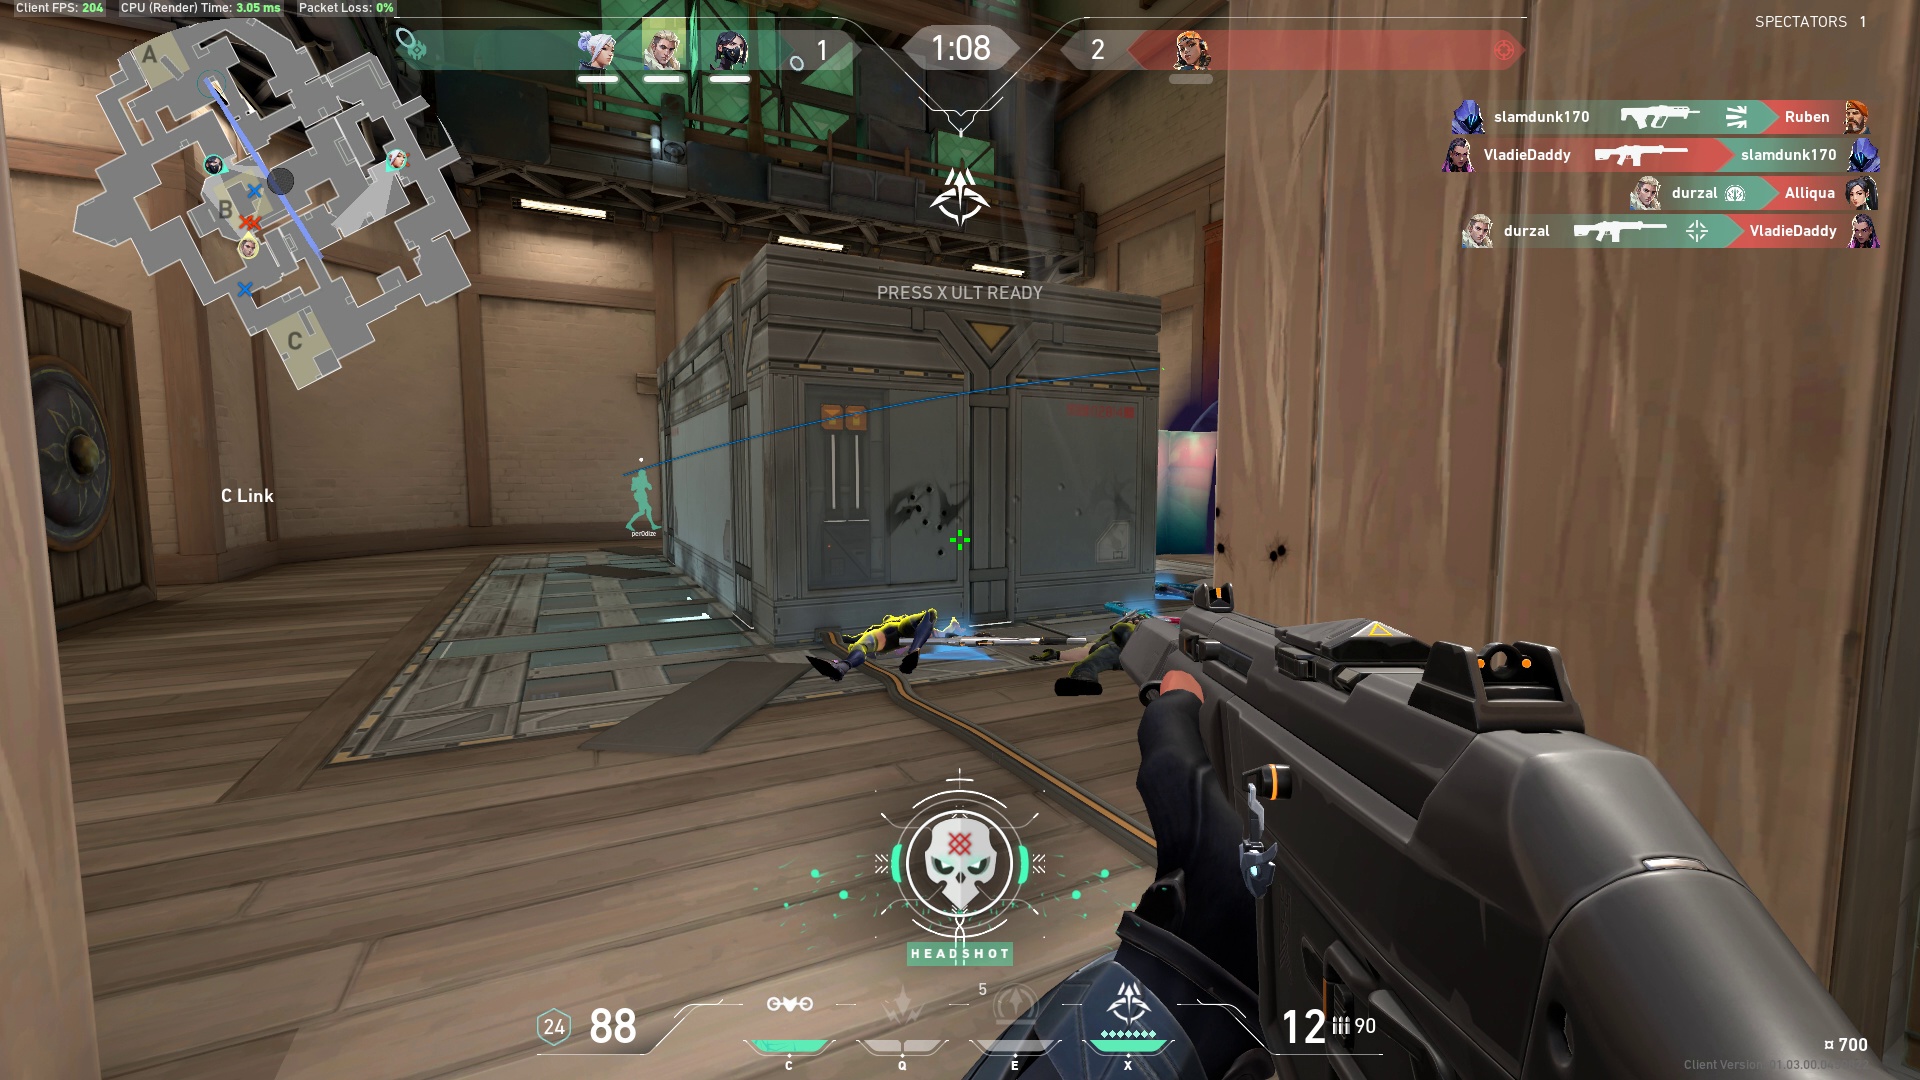 Client FPS: 204 CPU (Render) Time: 3.05 ms Packet Loss: 0%
SPECTATORS 1
1 1:08 2
A
B
C
slamdunk170 Ruben
VladieDaddy slamdunk170
durzal Alliqua
durzal VladieDaddy
PRESS X ULT READY
C Link
per0dize
HEADSHOT
5
24 88
12 90
C Q E X
¤ 700